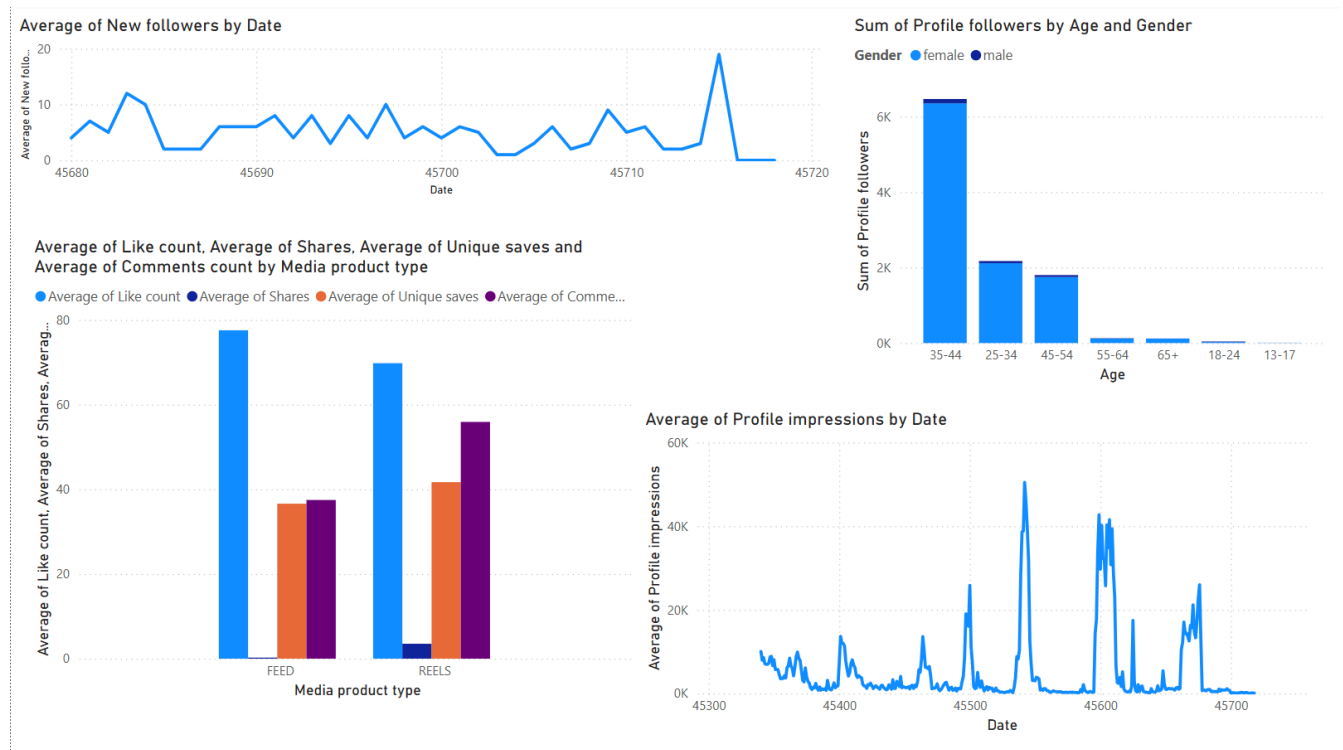 Average of New followers by Date
Average of New follo...
20
10
0
45680
45690
45700
45710
45720
Date
Sum of Profile followers by Age and Gender
Gender female male
Sum of Profile followers
6K
4K
2K
0K
35-44
25-34
45-54
55-64
65+
18-24
13-17
Age
Average of Like count, Average of Shares, Average of Unique saves and
Average of Comments count by Media product type
Average of Like count Average of Shares Average of Unique saves Average of Comme...
Average of Like count, Average of Shares, Averag...
80
60
40
20
0
FEED
REELS
Media product type
Average of Profile impressions by Date
Average of Profile impressions
60K
40K
20K
0K
45300
45400
45500
45600
45700
Date